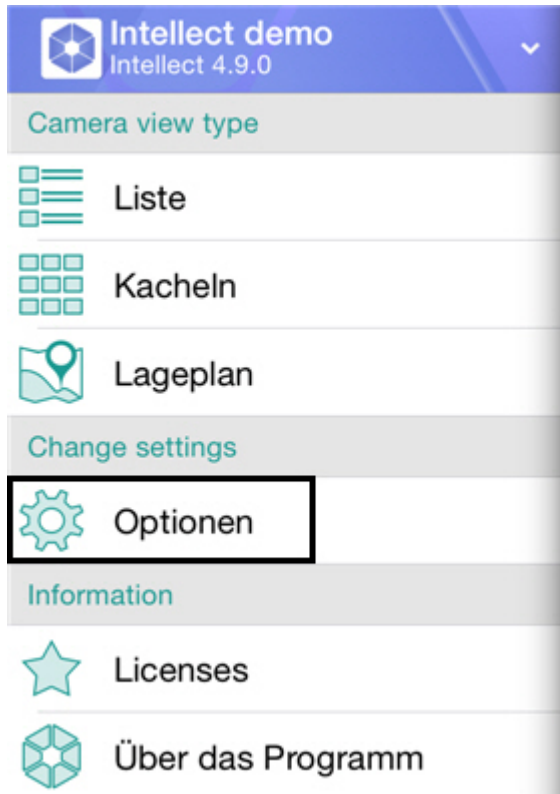 Intellect demo
Intellect 4.9.0
Camera view type
Liste
Kacheln
Lageplan
Change settings
Optionen
Information
Licenses
Über das Programm